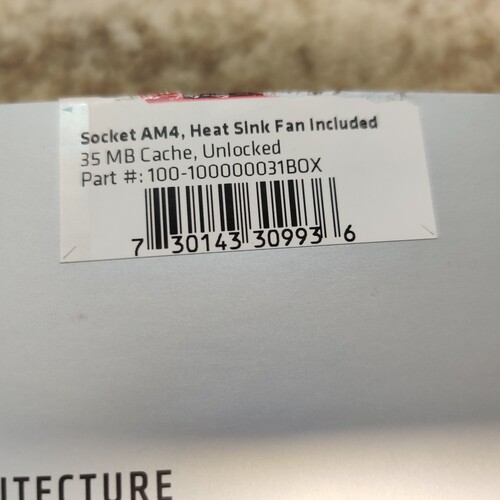 Socket AM4, Heat Sink Fan Included
35 MB Cache, Unlocked
Part #: 100-100000031BOX
7 30143 30993 6
ITECTURE